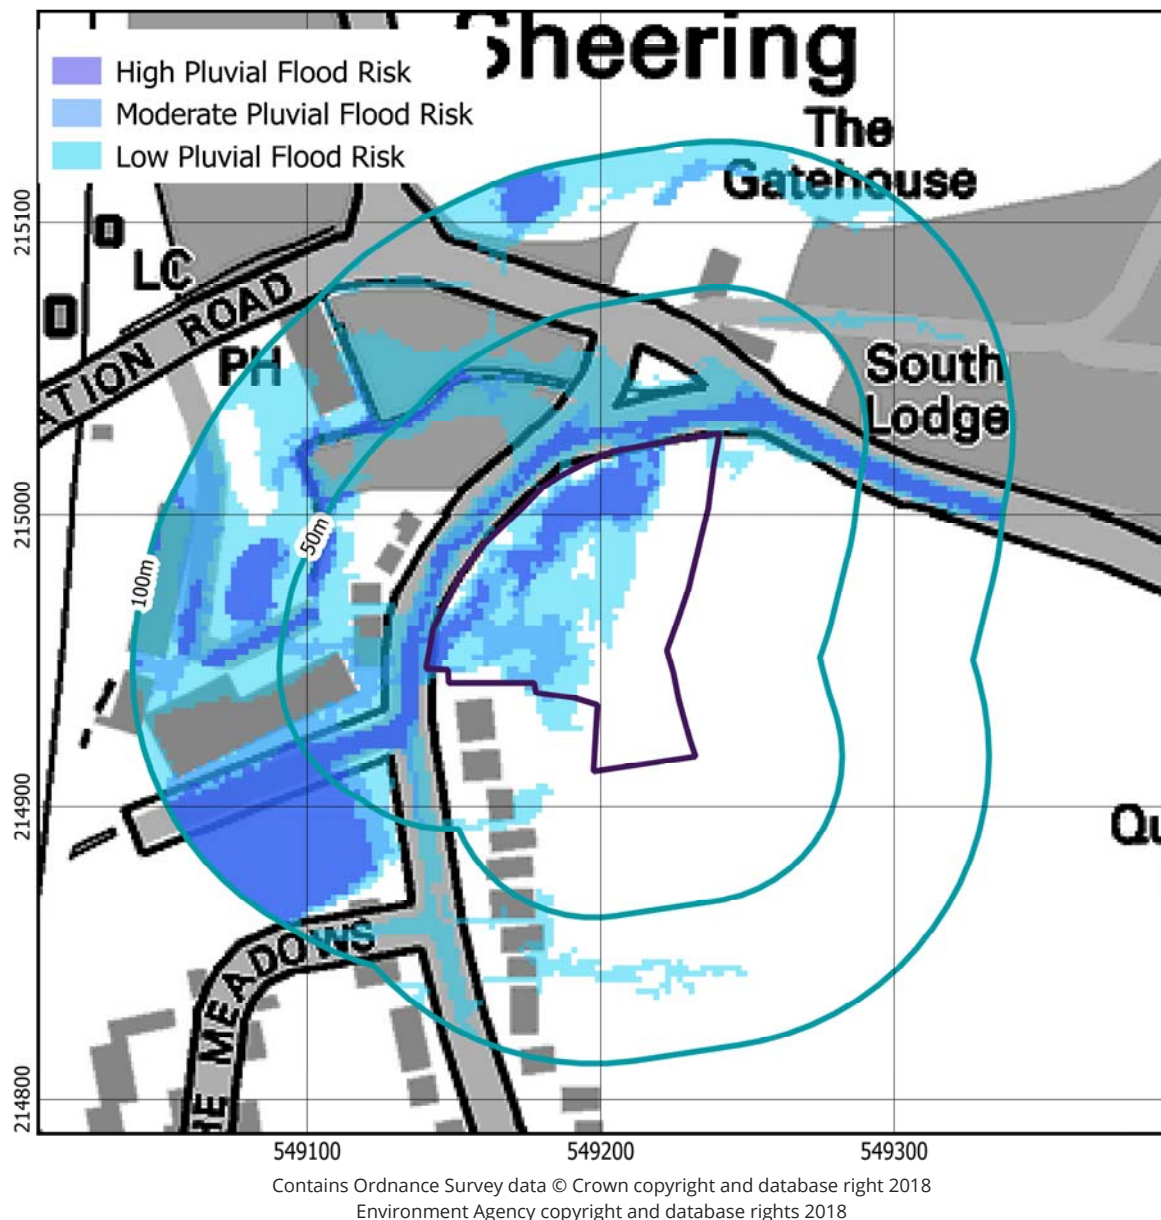 Sheering
High Pluvial Flood Risk
Moderate Pluvial Flood Risk
Low Pluvial Flood Risk
The
Gatehouse
LC
ATION ROAD
PH
South
Lodge
50m
100m
Qu
MEADOWS
HE
215100
215000
214900
214800
549100
549200
549300
Contains Ordnance Survey data © Crown copyright and database right 2018
Environment Agency copyright and database rights 2018